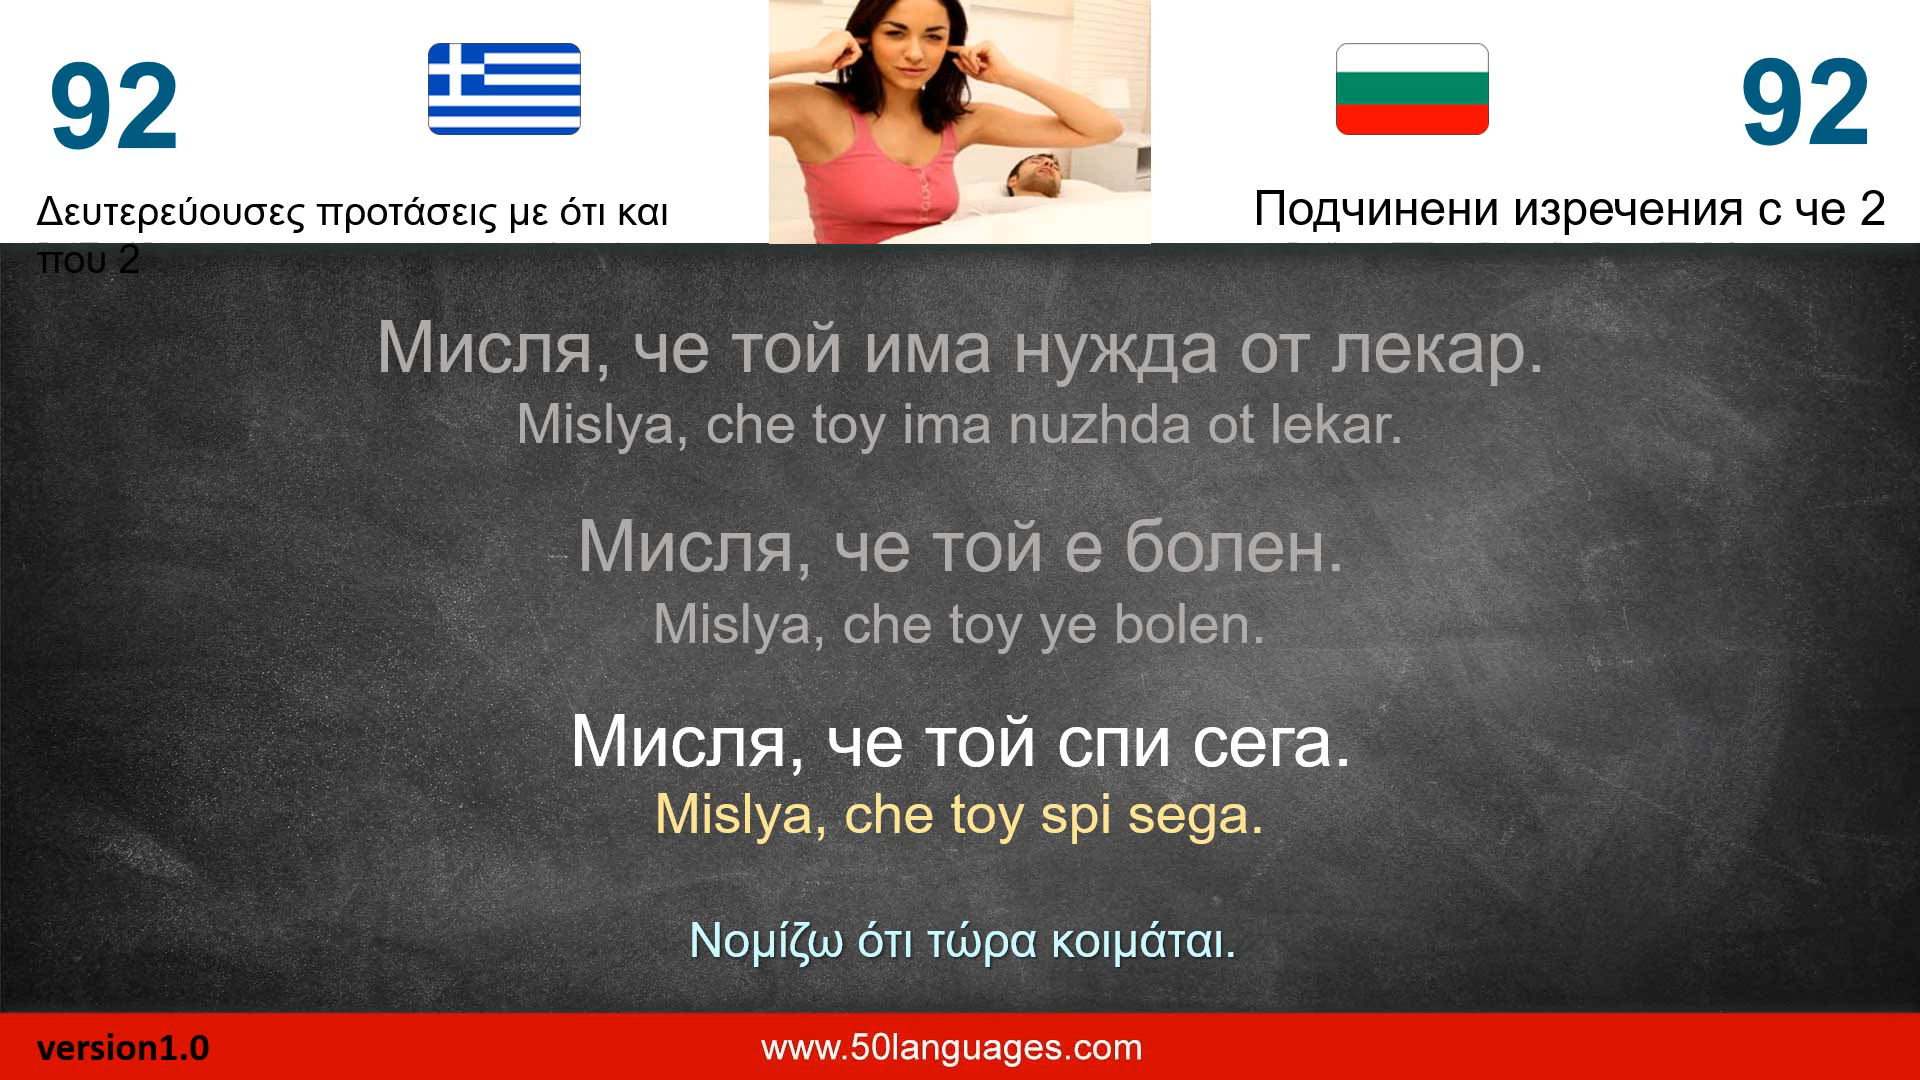 92
92
Δευτερεύουσες προτάσεις με ότι και
που 2
Подчинени изречения с че 2
Мисля, че той има нужда от лекар.
Mislya, che toy ima nuzhda ot lekar.
Мисля, че той е болен.
Mislya, che toy ye bolen.
Мисля, че той спи сега.
Mislya, che toy spi sega.
Νομίζω ότι τώρα κοιμάται.
version1.0
www.50languages.com